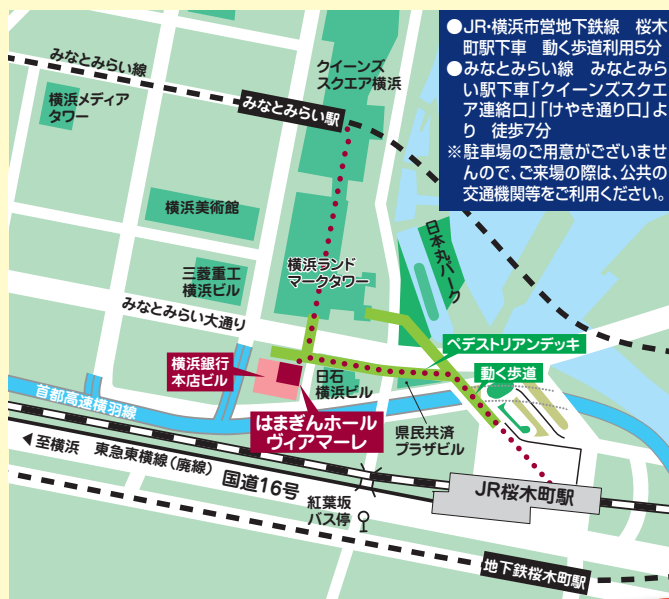 ●JR・横浜市営地下鉄線　桜木
町駅下車　動く歩道利用5分
●みなとみらい線　みなとみら
い駅下車「クイーンズスクエ
ア連絡口」「けやき通り口」よ
り　徒歩7分
※駐車場のご用意がございませ
んので、ご来場の際は、公共の
交通機関等をご利用ください。
みなとみらい線
クイーンズ
スクエア横浜
横浜メディア
タワー
みなとみらい駅
横浜美術館
日本丸パーク
三菱重工
横浜ビル
横浜ランド
マークタワー
みなとみらい大通り
ペデストリアンデッキ
横浜銀行
本店ビル
日石
横浜ビル
動く歩道
首都高速横羽線
はまぎんホール
ヴィアマーレ
県民共済
プラザビル
◀至横浜　東急東横線（廃線）
国道16号
JR桜木町駅
紅葉坂
バス停
地下鉄桜木町駅